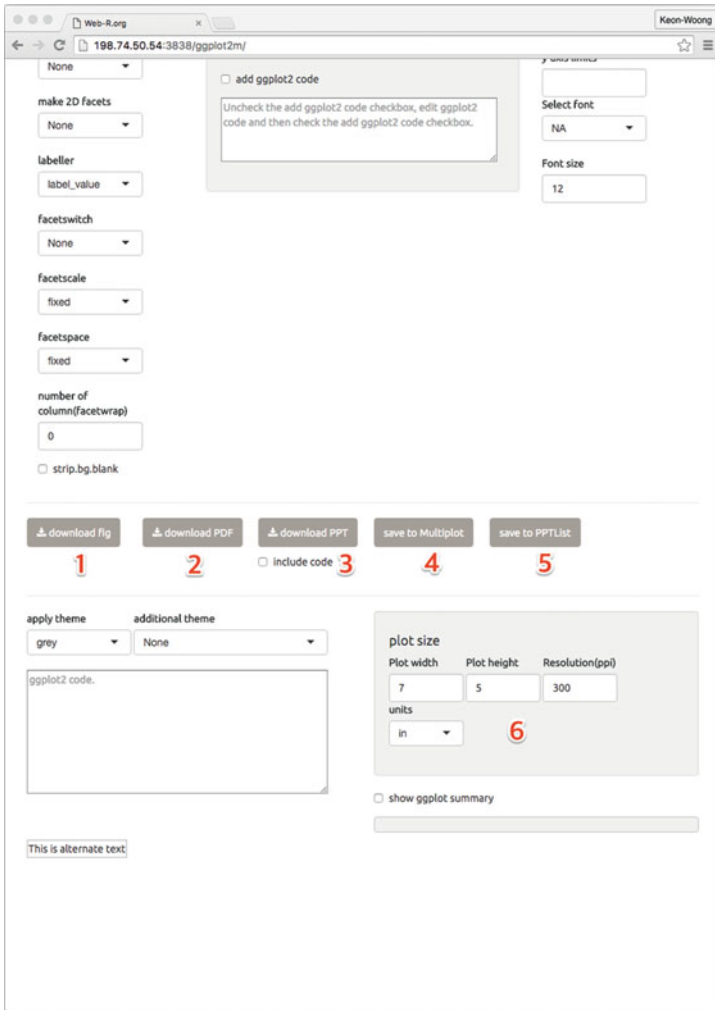 Web-R.org
Keon-Woong
198.74.50.54:3838/ggplot2m/
None
make 2D facets
None
labeller
label_value
facetswitch
None
facetscale
fixed
facetspace
fixed
number of
column(facetwrap)
0
strip.bg.blank
add ggplot2 code
Uncheck the add ggplot2 code checkbox, edit ggplot2
code and then check the add ggplot2 code checkbox.
y axis limits
Select font
NA
Font size
12
download fig
download PDF
download PPT
save to Multiplot
save to PPTList
1
2
include code
3
4
5
apply theme
additional theme
grey
None
ggplot2 code.
plot size
Plot width
Plot height
Resolution(ppi)
7
5
300
units
in
6
show ggplot summary
This is alternate text